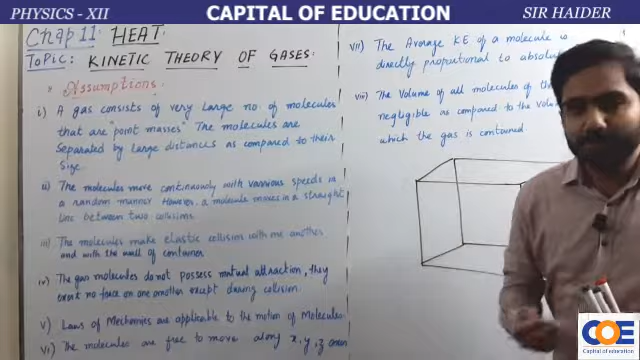 PHYSICS - XII
CAPITAL OF EDUCATION
SIR HAIDER
Chap 11: HEAT.
TOPIC: KINETIC THEORY OF GASES.
Assumptions.
i) A gas consists of very large no of molecules
that are "point masses" The molecules are
separated by large distances as compared to their
size.
ii) The molecules move continuously with varrious speeds in
a random manner However, a molecule moves in a straight
line between two collisions.
iii) The molecules make elastic collision with one another
and with the wall of container
iv) The gas molecules do not possess mutual attraction, they
exert no force on one another except during collision.
v) Laws of Mechanics are applicable to the motion of Molecules.
vi) The molecules are free to move along x, y, z
vii) The Average KE of a molecule is
directly proportional to
viii) The Volume of all molecules of
negligible as compared to the
which the gas is contained
COE
Capital of education